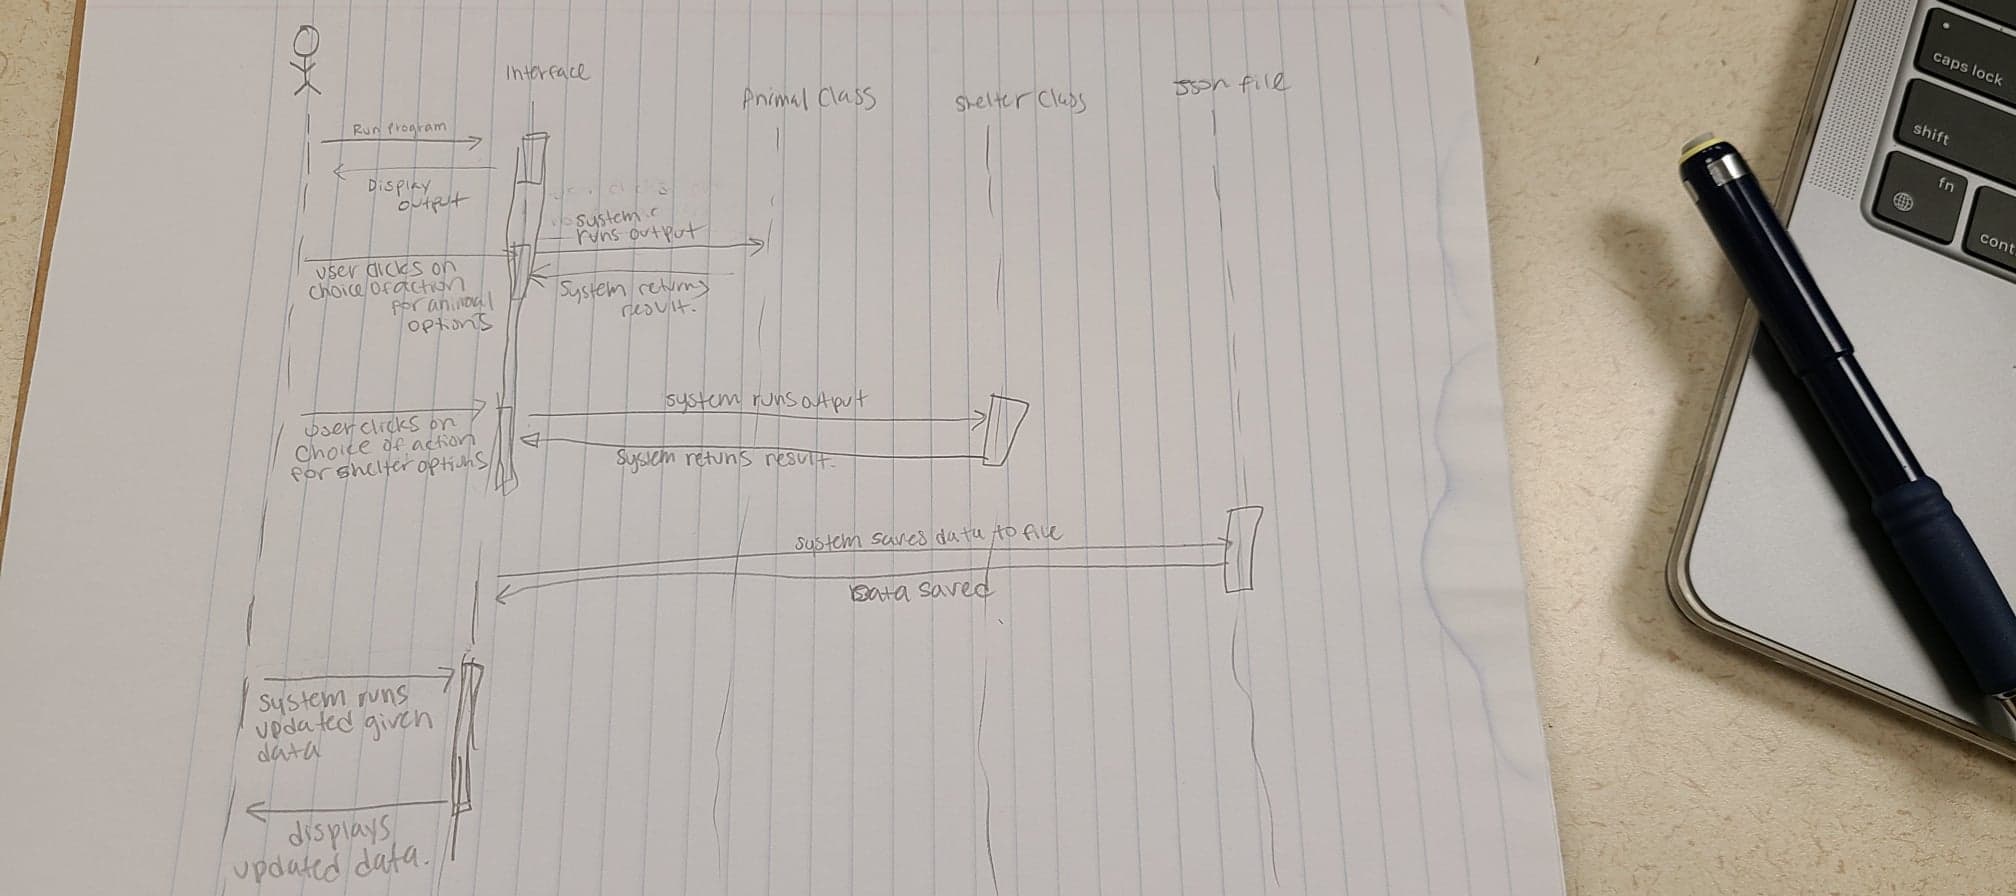 Interface
Animal Class
Shelter Class
Json file
Run Program
Display
output
System
runs output
user clicks on
choice of action
for animal
options
System returns
result.
system runs output
user clicks on
choice of action
for shelter options
System retuns result.
system saves data to file
Data saved
System runs
updated given
data
displays
updated data.
caps lock
shift
fn
cont